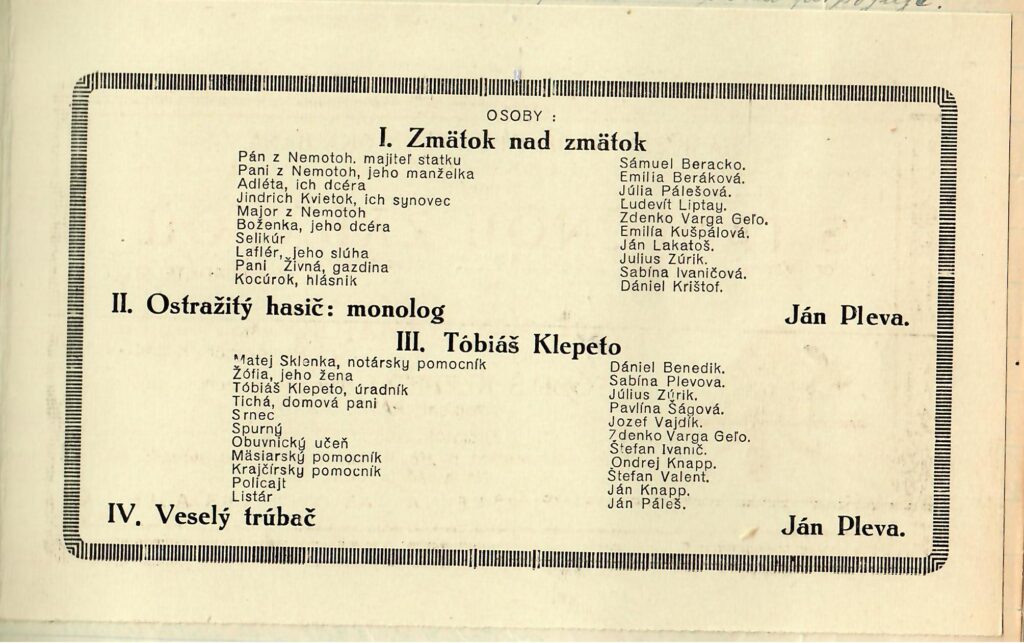 OSOBY :
I. Zmätok nad zmätok
Pán z Nemotoh. majiteľ statku Sámuel Beracko.
Pani z Nemotoh, jeho manželka Emilia Beráková.
Adléta, ich dcéra Júlia Pálešová.
Jindrich Kvietok, ich synovec Ľudevít Liptay.
Major z Nemotoh Zdenko Varga Geľo.
Boženka, jeho dcéra Emilía Kušpálová.
Selikúr Ján Lakatoš.
Laflér, jeho slúha Julius Zúrik.
Pani Živná, gazdina Sabína Ivaničová.
Kocúrok, hlásnik Dániel Krištof.
II. Ostražitý hasič: monolog Ján Pleva.
III. Tóbiáš Klepeto
Matej Sklenka, notársky pomocník Dániel Benedik.
Žófia, jeho žena Sabína Plevova.
Tóbiáš Klepeto, úradník Július Zúrik.
Tichá, domová pani Pavlína Ságová.
Srnec Jozef Vajdík.
Spurný Zdenko Varga Geľo.
Obuvnický učeň Štefan Ivanič.
Mäsiarský pomocník Ondrej Knapp.
Krajčírsky pomocník Štefan Valent.
Policajt Ján Knapp.
Listár Ján Páleš.
IV. Veselý trúbač Ján Pleva.